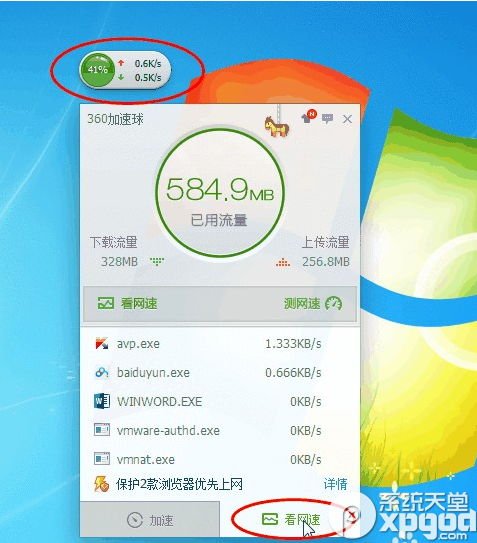 41%
0.6K/s
0.5K/s
360加速球
N
584.9MB
已用流量
下载流量
上传流量
328MB
256.8MB
看网速
测网速
avp.exe
1.333KB/s
baiduyun.exe
0.666KB/s
WINWORD.EXE
0KB/s
vmware-authd.exe
0KB/s
vmnat.exe
0KB/s
保护2款浏览器优先上网
详情
加速
看网速
系统天堂
xpgod.com